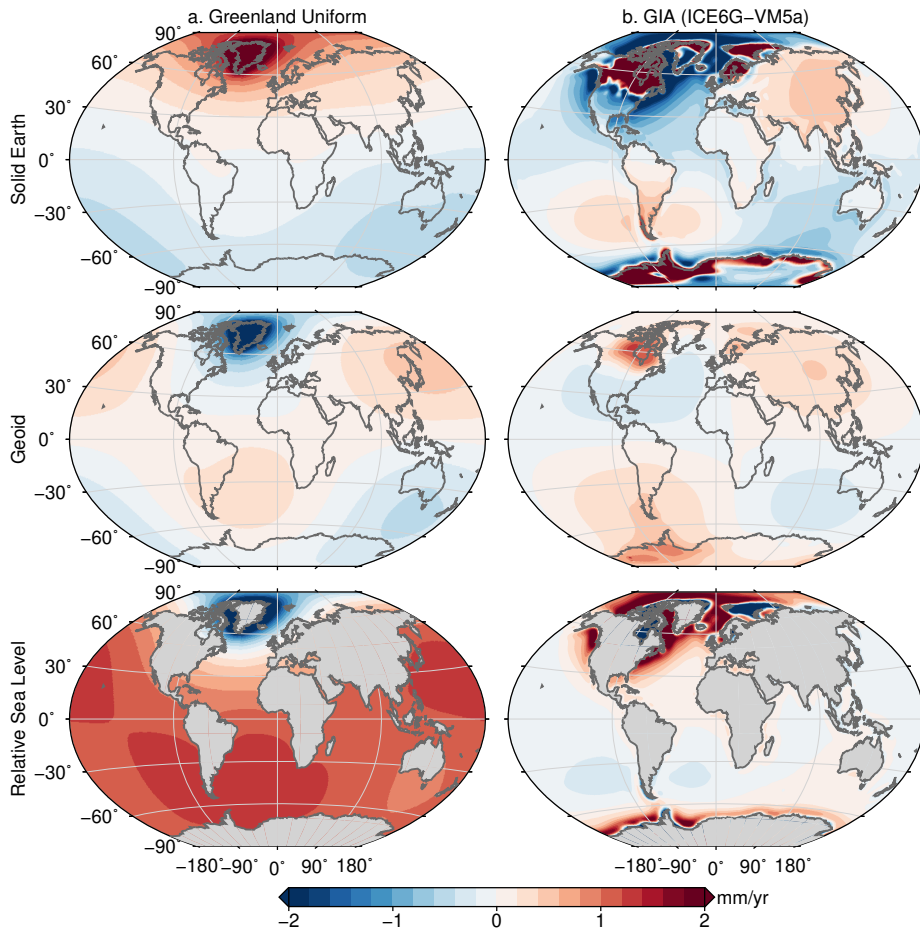 a. Greenland Uniform
b. GIA (ICE6G−VM5a)
Solid Earth
90˚
60˚
30˚
0˚
−30˚
−60˚
−90˚
Geoid
90˚
60˚
30˚
0˚
−30˚
−60˚
−90˚
Relative Sea Level
90˚
60˚
30˚
0˚
−30˚
−60˚
−90˚
−180˚ −90˚ 0˚ 90˚ 180˚
−180˚ −90˚ 0˚ 90˚ 180˚
mm/yr
−2 −1 0 1 2